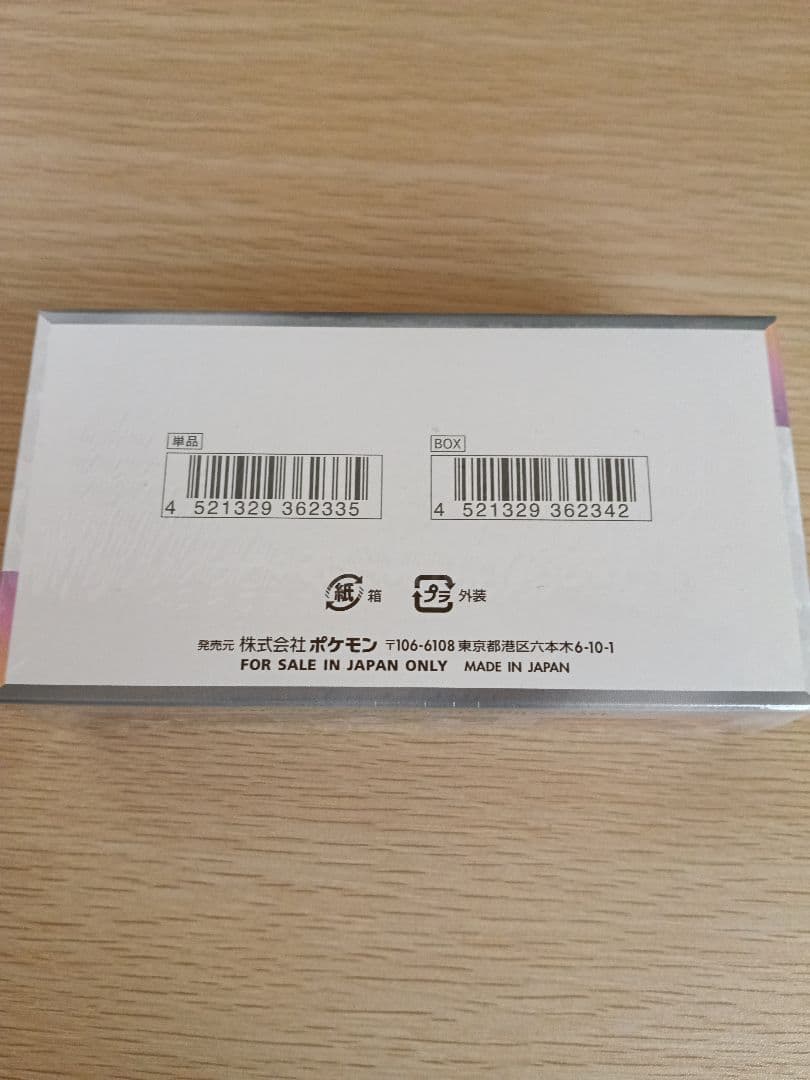 単品
4 521329 362335
BOX
4 521329 362342
紙 箱
プラ 外装
発売元 株式会社ポケモン 〒106-6108 東京都港区六本木6-10-1
FOR SALE IN JAPAN ONLY MADE IN JAPAN